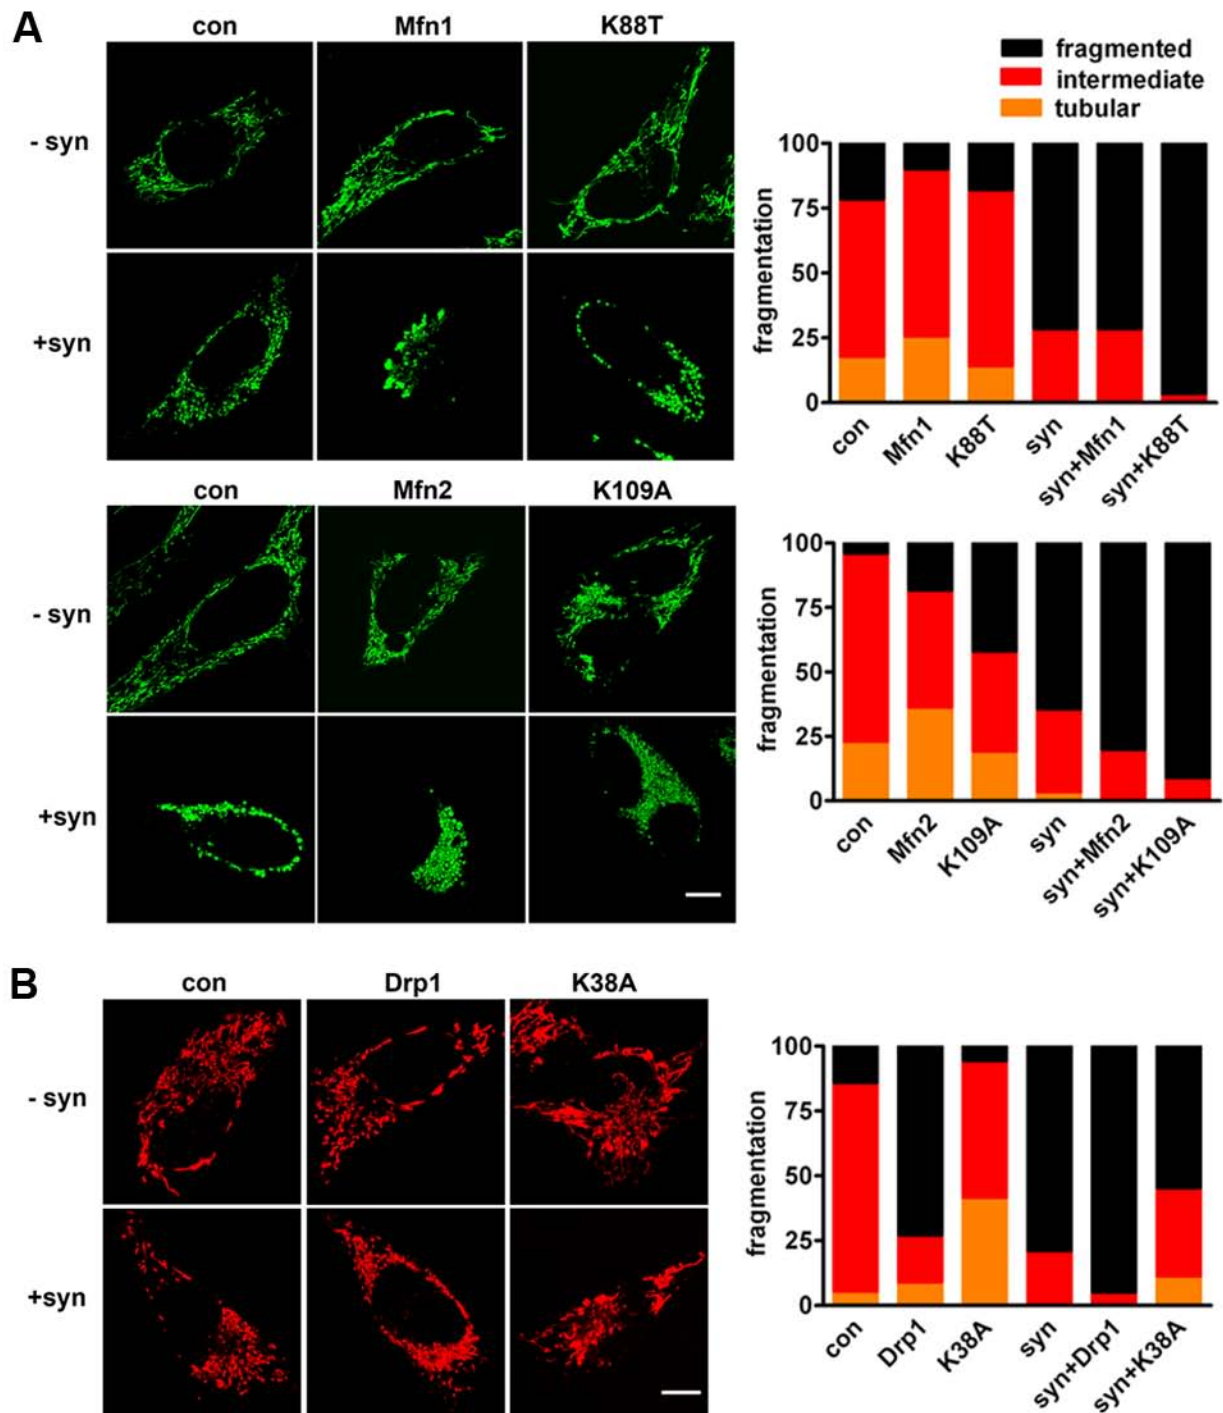 A
con Mfn1 K88T
- syn
+syn
fragmented
intermediate
tubular
100
75
50
25
0
fragmentation
con Mfn1 K88T syn syn+Mfn1 syn+K88T
con Mfn2 K109A
- syn
+syn
100
75
50
25
0
fragmentation
con Mfn2 K109A syn syn+Mfn2 syn+K109A
B
con Drp1 K38A
- syn
+syn
100
75
50
25
0
fragmentation
con Drp1 K38A syn syn+Drp1 syn+K38A